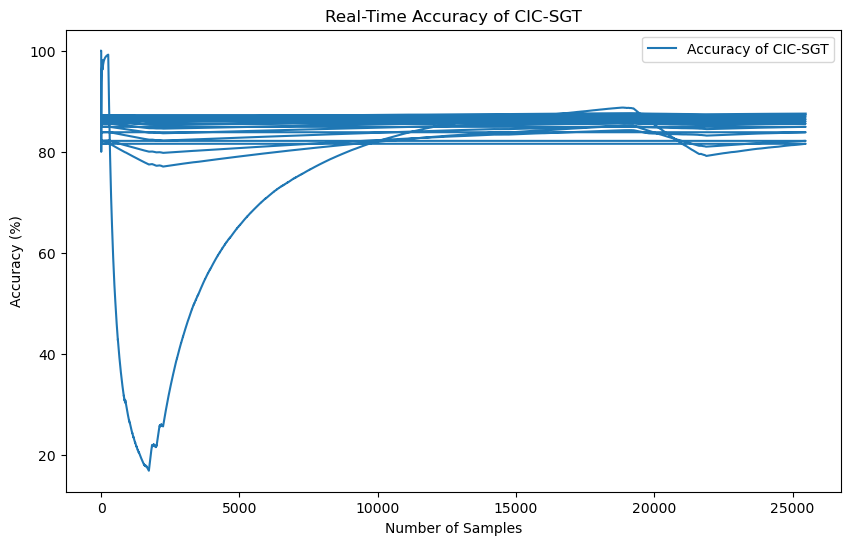 Real-Time Accuracy of CIC-SGT
Accuracy of CIC-SGT
100
80
60
40
20
Accuracy (%)
0 5000 10000 15000 20000 25000
Number of Samples